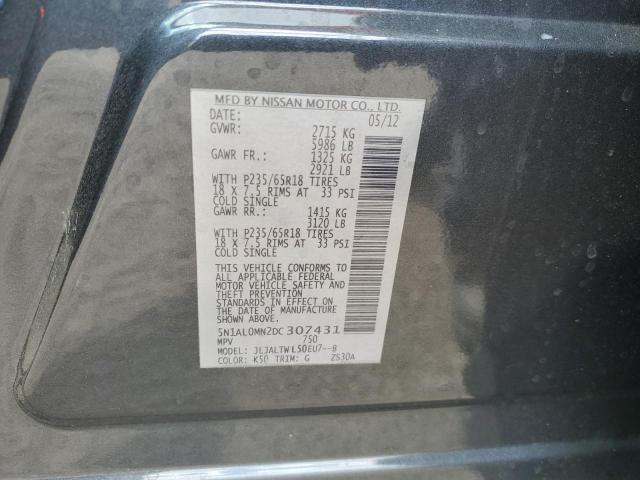 MFD BY NISSAN MOTOR CO., LTD.
DATE: 05/12
GVWR: 2715 KG
5986 LB
GAWR FR.: 1325 KG
2921 LB
WITH P235/65R18 TIRES
18 X 7.5 RIMS AT 33 PSI
COLD SINGLE
GAWR RR.: 1415 KG
3120 LB
WITH P235/65R18 TIRES
18 X 7.5 RIMS AT 33 PSI
COLD SINGLE
THIS VEHICLE CONFORMS TO
ALL APPLICABLE FEDERAL
MOTOR VEHICLE SAFETY AND
THEFT PREVENTION
STANDARDS IN EFFECT ON
THE DATE OF MANUFACTURE
SHOWN ABOVE.
5N1AL0MN2DC307431
MPV 750
JLJALTWL50EU7--B
COLOR: K50 TRIM: G ZS30A